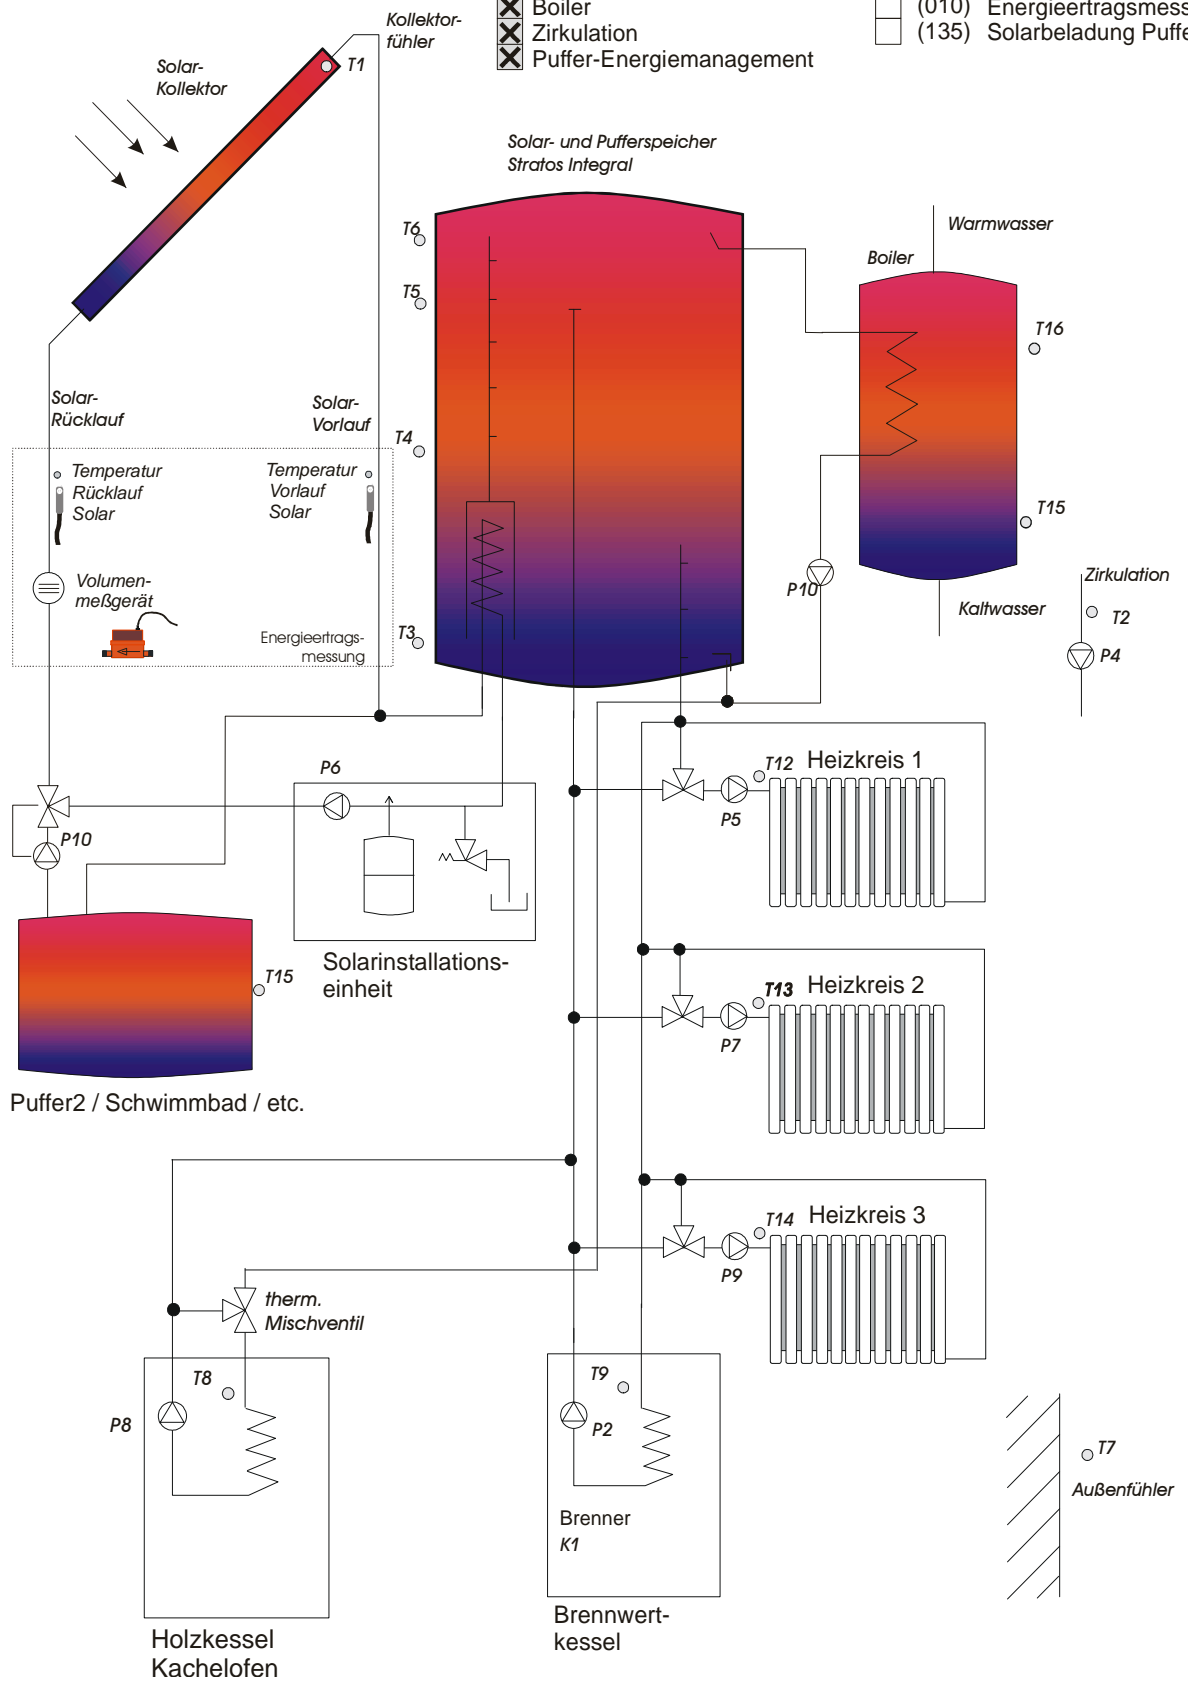 Boiler
Zirkulation
Puffer-Energiemanagement
(010) Energieertragsmess
(135) Solarbeladung Puffe
Kollektor-
fühler
T1
Solar-
Kollektor
Solar- und Pufferspeicher
Stratos Integral
T6
T5
T4
T3
Warmwasser
Boiler
T16
T15
P10
Kaltwasser
Zirkulation
T2
P4
Solar-
Rücklauf
Solar-
Vorlauf
Temperatur
Rücklauf
Solar
Temperatur
Vorlauf
Solar
Volumen-
meßgerät
Energieertrags-
messung
P6
P10
Solarinstallations-
einheit
T15
Puffer2 / Schwimmbad / etc.
T12
Heizkreis 1
P5
T13
Heizkreis 2
P7
T14
Heizkreis 3
P9
therm.
Mischventil
T8
P8
Holzkessel
Kachelofen
T9
P2
Brenner
K1
Brennwert-
kessel
T7
Außenfühler